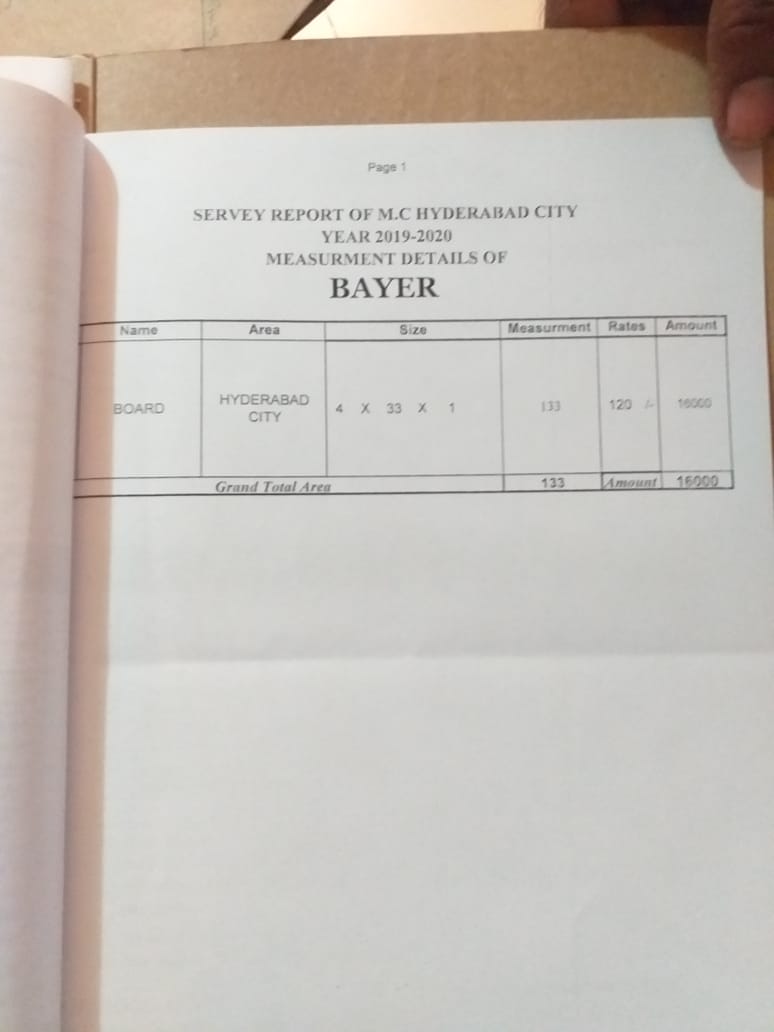 Page 1
SERVEY REPORT OF M.C HYDERABAD CITY
YEAR 2019-2020
MEASURMENT DETAILS OF
BAYER
Name Area Size Measurment Rates Amount
BOARD HYDERABAD CITY 4 X 33 X 1 133 120 /- 16000
Grand Total Area 133 Amount 16000